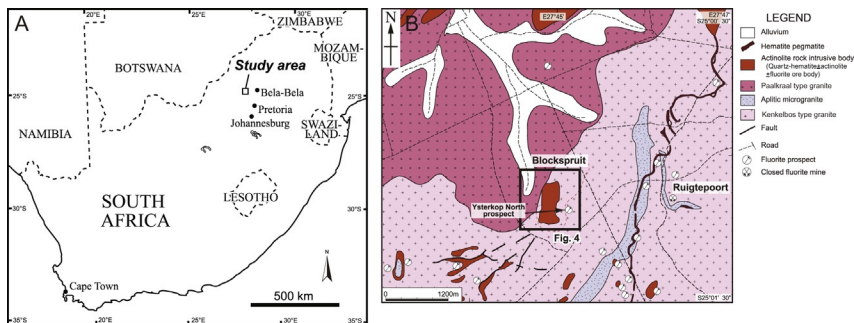 A
20°E
25°E
30°E
ZIMBABWE
MOZAM-
BIQUE
BOTSWANA
Study area
Bela-Bela
Pretoria
Johannesburg
25°S
SWAZI-
LAND
NAMIBIA
LESOTHO
SOUTH
AFRICA
30°S
30°S
Cape Town
N
500 km
35°S
20°E
25°E
30°E
35°S
B
N
E27°45'
E27°47'
S25°00' 30"
Blockspruit
Ruigtepoort
Ysterkop North
prospect
Fig. 4
0
1200m
S25°01' 30"
LEGEND
Alluvium
Hematite pegmatite
Actinolite rock intrusive body
(Quartz-hematite±actinolite
±fluorite ore body)
Paalkraal type granite
Aplitic microgranite
Kenkelbos type granite
Fault
Road
Fluorite prospect
Closed fluorite mine